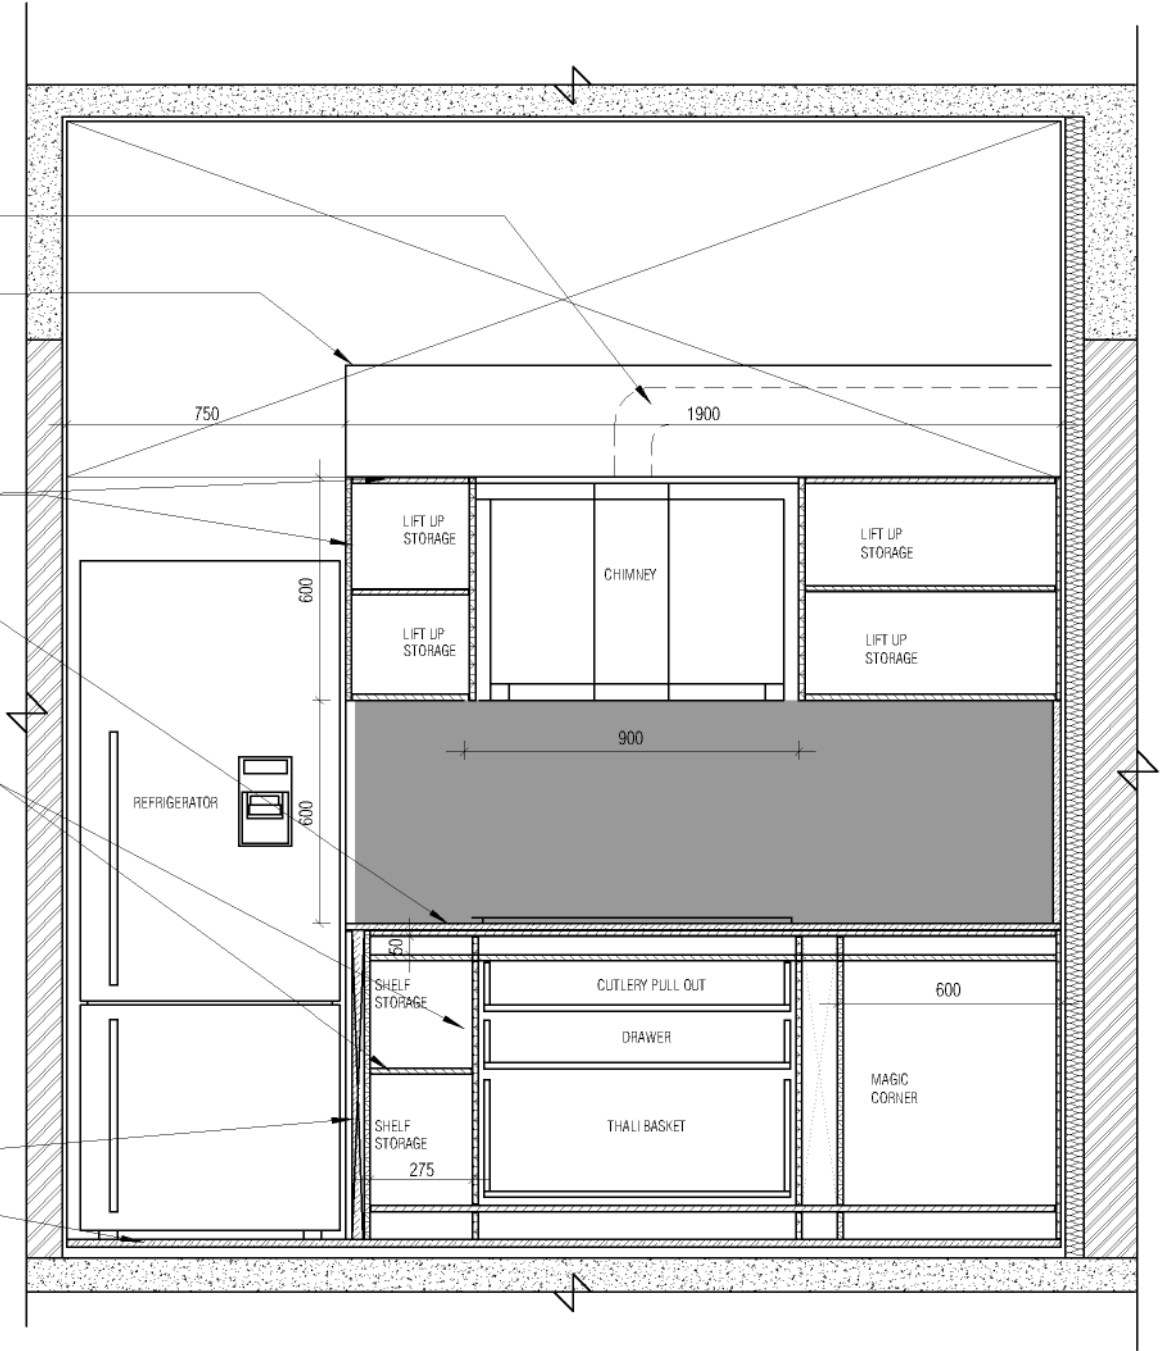 750
1900
LIFT UP
STORAGE
LIFT UP
STORAGE
CHIMNEY
600
LIFT UP
STORAGE
LIFT UP
STORAGE
900
REFRIGERATOR
600
50
SHELF
STORAGE
CUTLERY PULL OUT
600
DRAWER
MAGIC
CORNER
SHELF
STORAGE
THALI BASKET
275